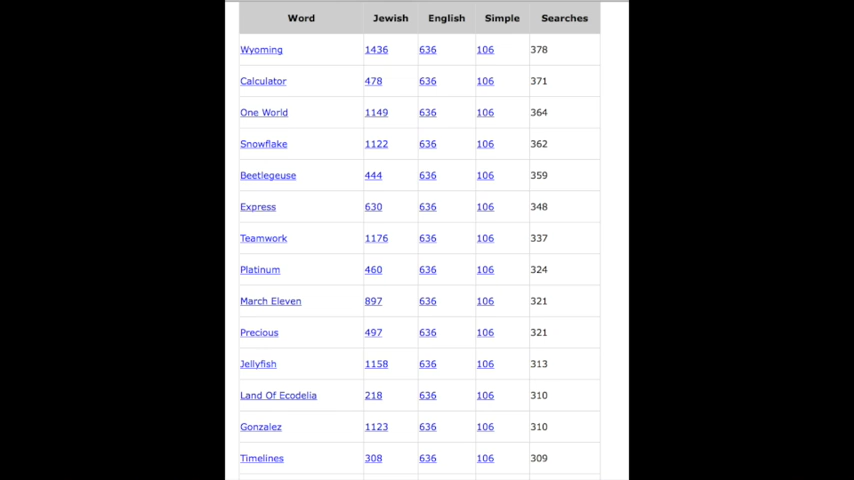 Word Jewish English Simple Searches
Wyoming 1436 636 106 378
Calculator 478 636 106 371
One World 1149 636 106 364
Snowflake 1122 636 106 362
Beetlegeuse 444 636 106 359
Express 630 636 106 348
Teamwork 1176 636 106 337
Platinum 460 636 106 324
March Eleven 897 636 106 321
Precious 497 636 106 321
Jellyfish 1158 636 106 313
Land Of Ecodelia 218 636 106 310
Gonzalez 1123 636 106 310
Timelines 308 636 106 309